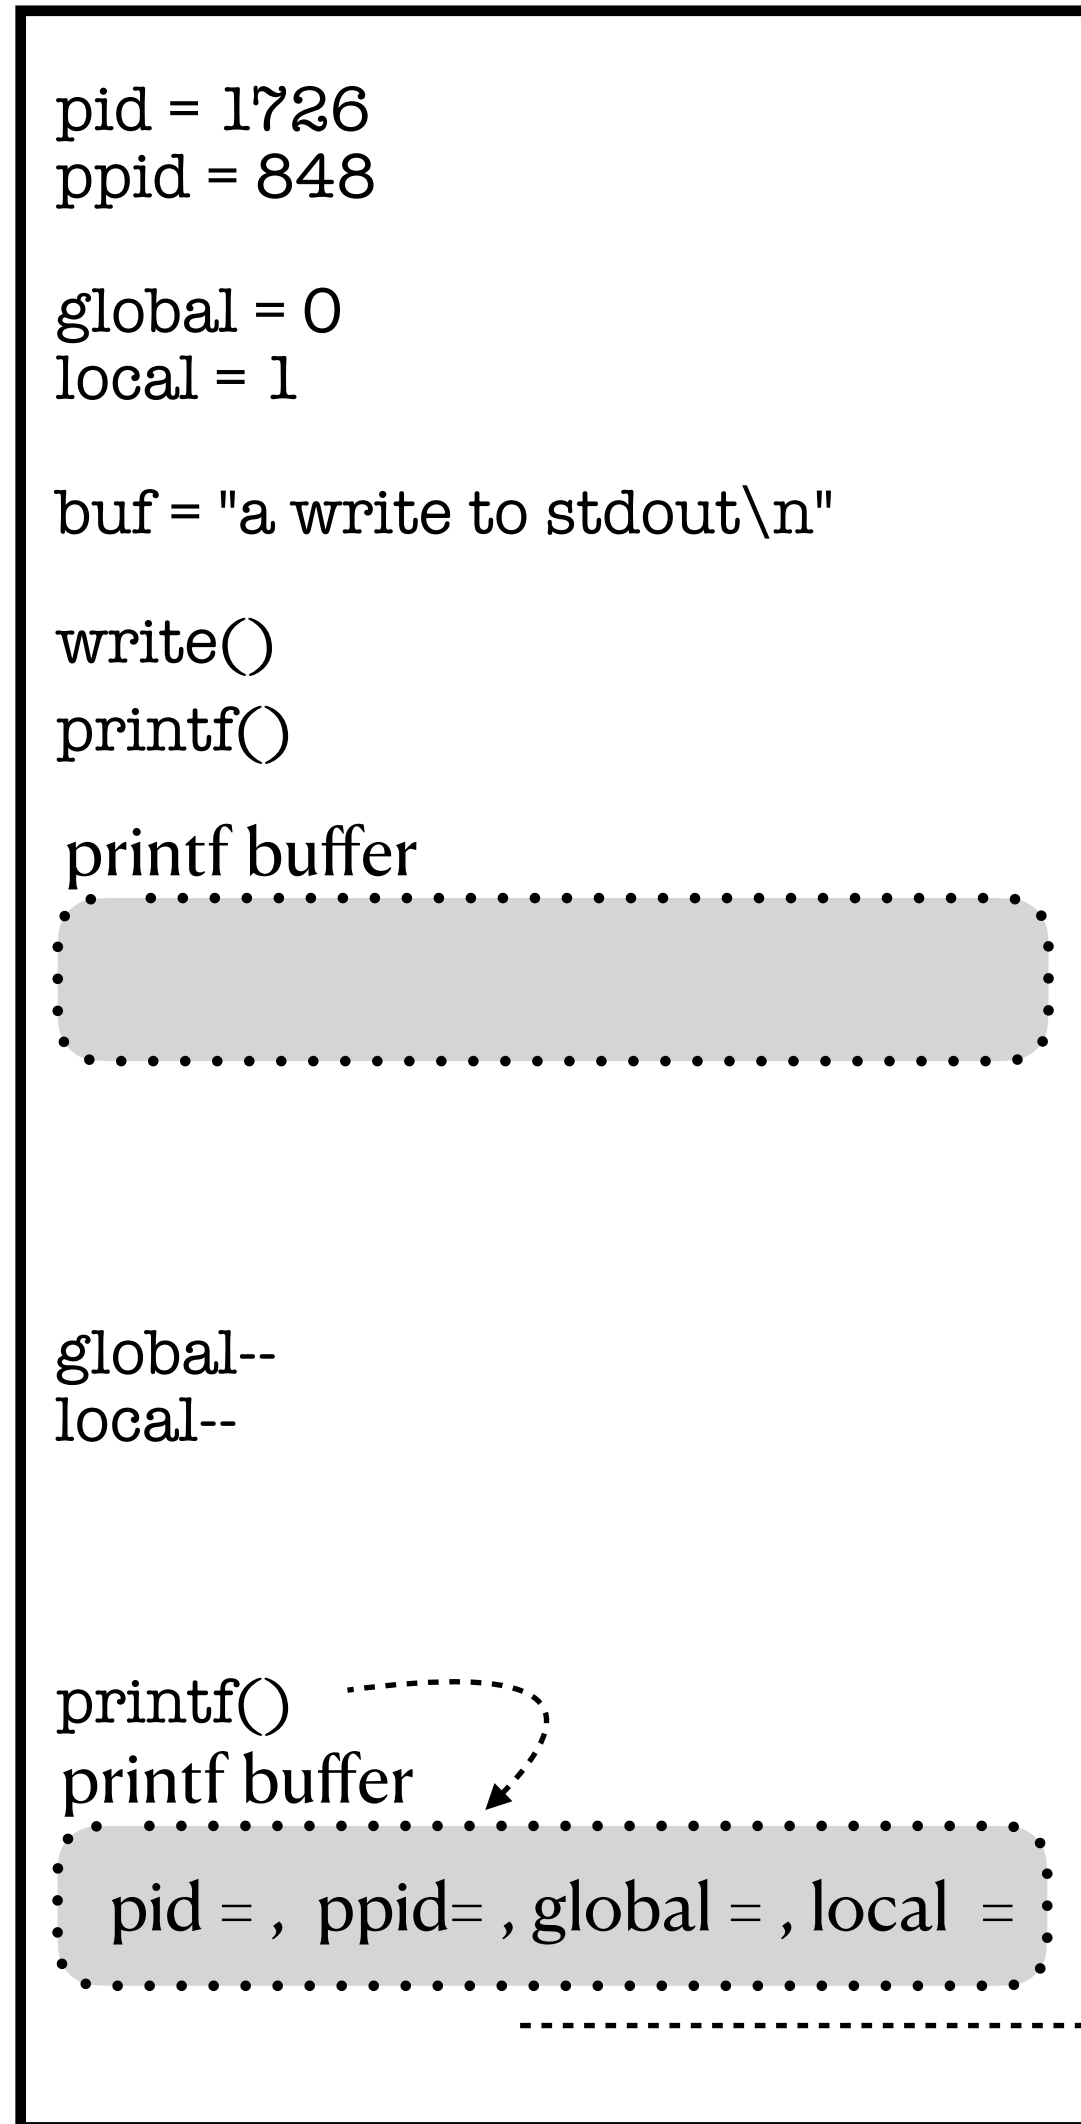 pid = 1726
ppid = 848
global = 0
local = 1
buf = "a write to stdout\n"
write()
printf()
printf buffer
global--
local--
printf()
printf buffer
pid = , ppid= , global = , local =